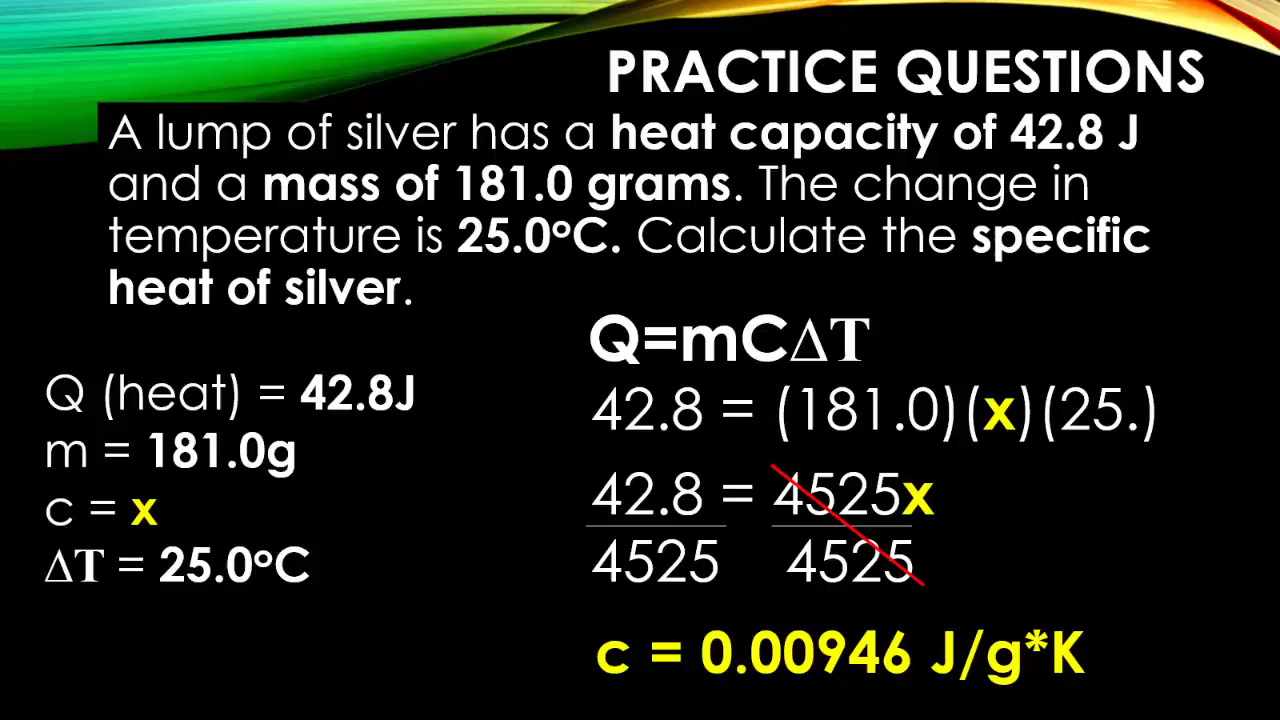 PRACTICE QUESTIONS
A lump of silver has a heat capacity of 42.8 J
and a mass of 181.0 grams. The change in
temperature is 25.0°C. Calculate the specific
heat of silver.
Q (heat) = 42.8J
m = 181.0g
c = x
ΔT = 25.0°C
Q=mCΔT
42.8 = (181.0)(x)(25.)
42.8 = 4525x
4525 4525
c = 0.00946 J/g*K